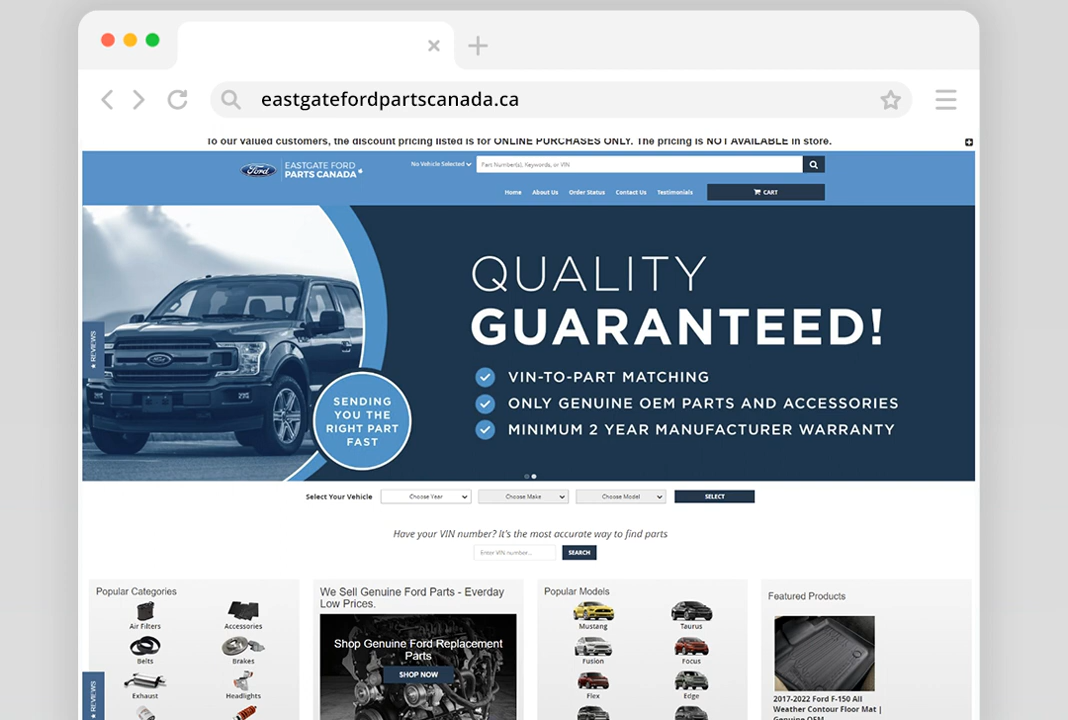 eastgatefordpartscanada.ca
To our valued customers, the discount pricing listed is for ONLINE PURCHASES ONLY. The pricing is NOT AVAILABLE in store.
Ford
EASTGATE FORD
PARTS CANADA
No Vehicle Selected
Part Number(s), Keywords, or VIN
Home About Us Order Status Contact Us Testimonials CART
QUALITY
GUARANTEED!
VIN-TO-PART MATCHING
ONLY GENUINE OEM PARTS AND ACCESSORIES
MINIMUM 2 YEAR MANUFACTURER WARRANTY
SENDING
YOU THE
RIGHT PART
FAST
★ REVIEWS
Select Your Vehicle Choose Year Choose Make Choose Model SELECT
Have your VIN number? It's the most accurate way to find parts
Enter VIN number... SEARCH
Popular Categories
Air Filters Accessories
Belts Brakes
Exhaust Headlights
We Sell Genuine Ford Parts - Everday
Low Prices.
Shop Genuine Ford Replacement
Parts
SHOP NOW
Popular Models
Mustang Taurus
Fusion Focus
Flex Edge
Featured Products
2017-2022 Ford F-150 All
Weather Contour Floor Mat |
Genuine OEM
★ REVIEWS